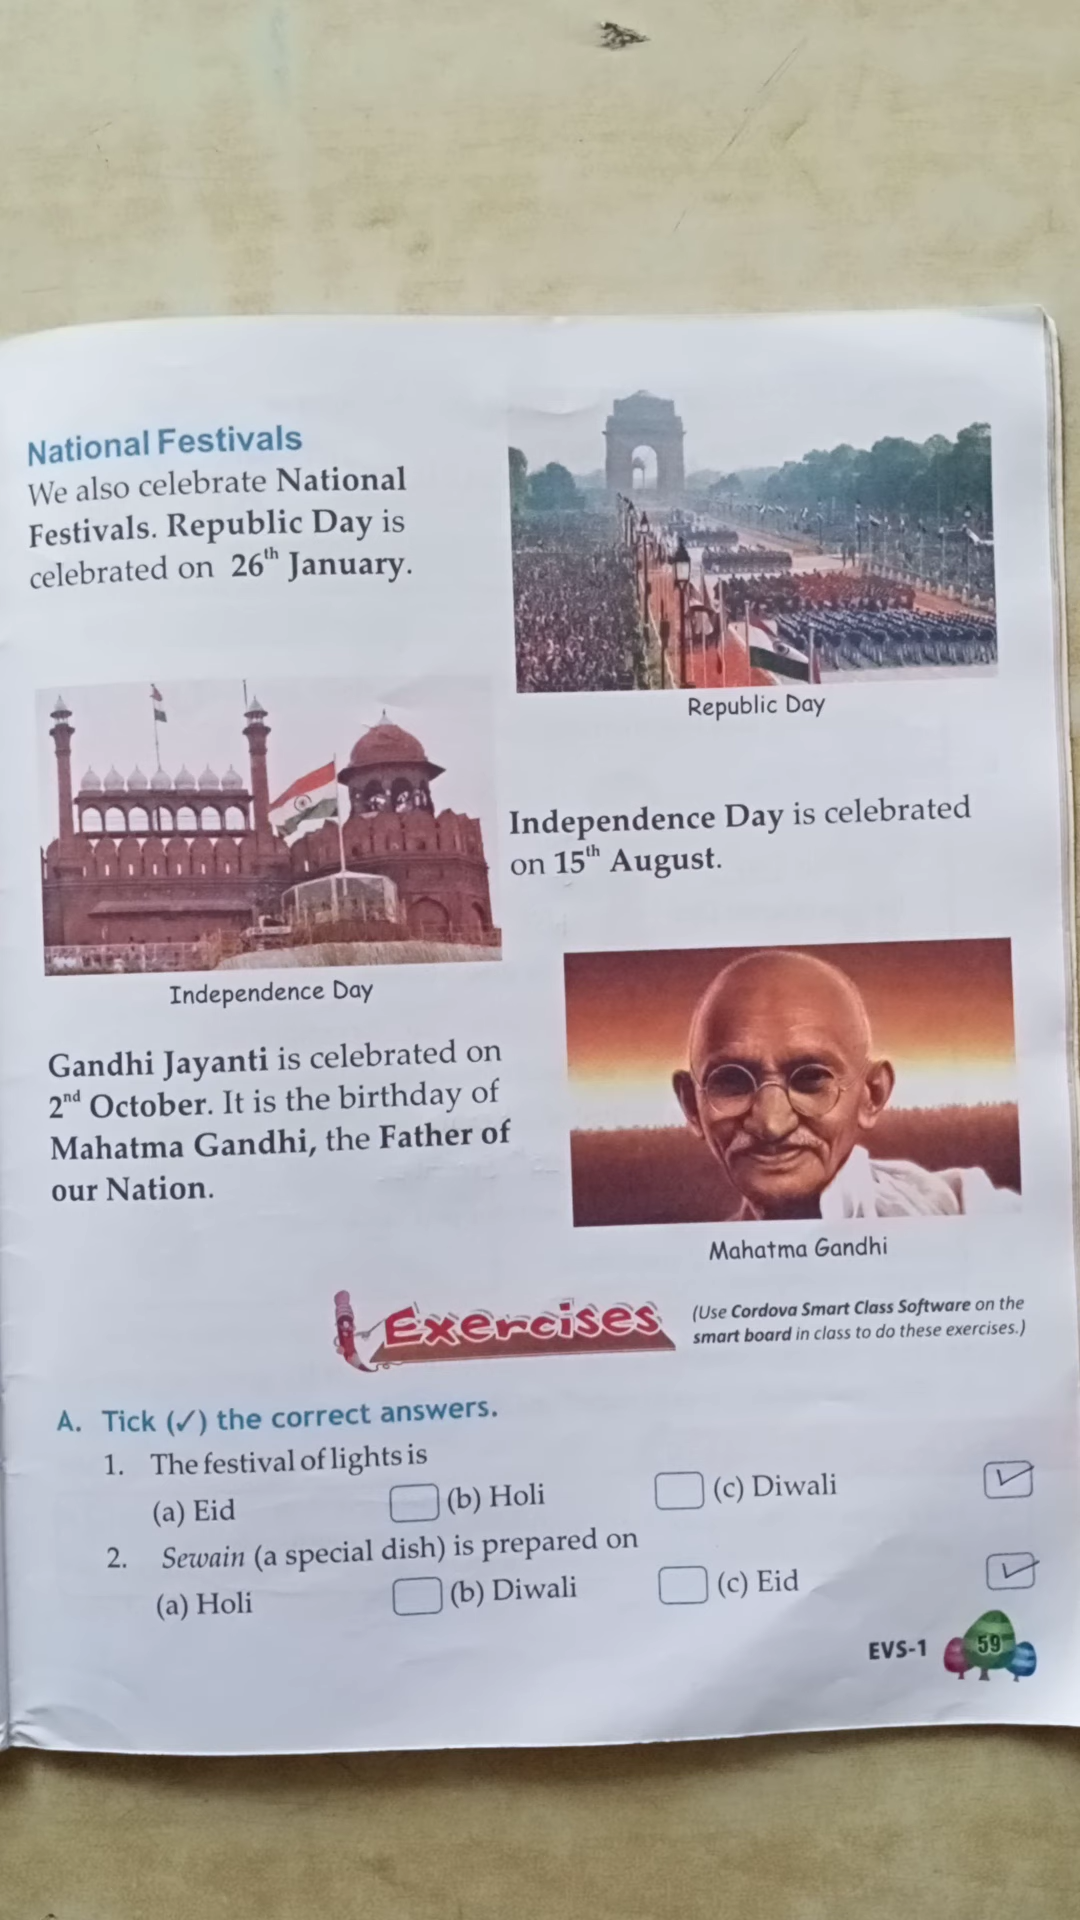 National Festivals
We also celebrate National
Festivals. Republic Day is
celebrated on 26th January.
Republic Day
Independence Day is celebrated
on 15th August.
Independence Day
Gandhi Jayanti is celebrated on
2nd October. It is the birthday of
Mahatma Gandhi, the Father of
our Nation.
Mahatma Gandhi
Exercises
(Use Cordova Smart Class Software on the
smart board in class to do these exercises.)
A. Tick (✓) the correct answers.
1. The festival of lights is
(a) Eid (b) Holi (c) Diwali ✓
2. Sewain (a special dish) is prepared on
(a) Holi (b) Diwali (c) Eid ✓
EVS-1 59